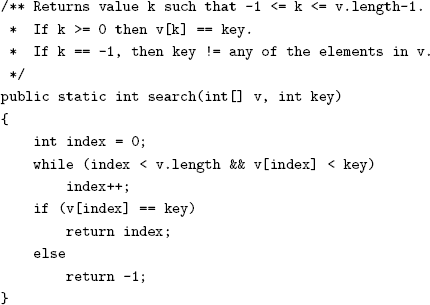 /** Returns value k such that -1 <= k <= v.length-1.
 *  If k >= 0 then v[k] == key.
 *  If k == -1, then key != any of the elements in v.
 */
public static int search(int[] v, int key)
{
    int index = 0;
    while (index < v.length && v[index] < key)
        index++;
    if (v[index] == key)
        return index;
    else
        return -1;
}